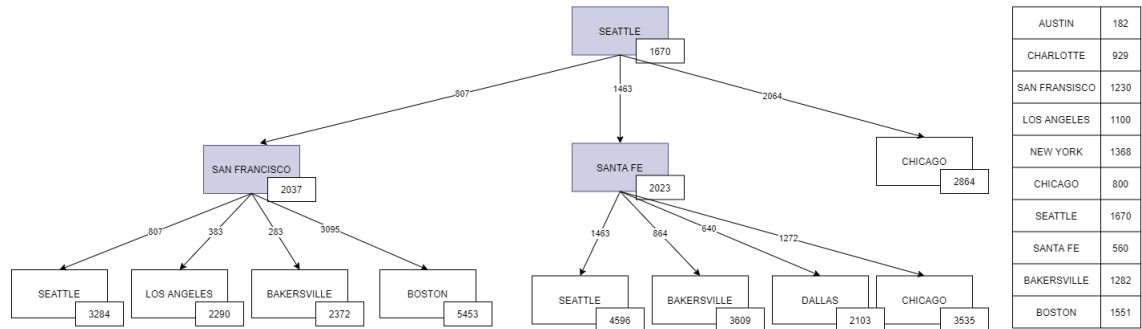 SEATTLE
1670
807
1463
2064
SAN FRANCISCO
2037
SANTA FE
2023
CHICAGO
2864
807
383
283
3095
1463
864
640
1272
SEATTLE
3284
LOS ANGELES
2290
BAKERSVILLE
2372
BOSTON
5453
SEATTLE
4596
BAKERSVILLE
3609
DALLAS
2103
CHICAGO
3535
AUSTIN 182
CHARLOTTE 929
SAN FRANSISCO 1230
LOS ANGELES 1100
NEW YORK 1368
CHICAGO 800
SEATTLE 1670
SANTA FE 560
BAKERSVILLE 1282
BOSTON 1551